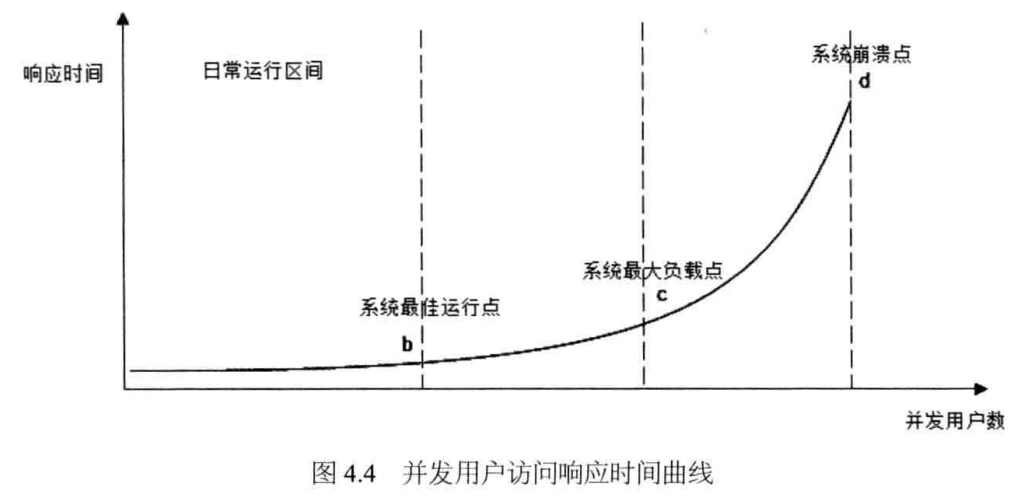 系统崩溃点
d
响应时间
日常运行区间
系统最大负载点
c
系统最佳运行点
b
并发用户数
图 4.4 并发用户访问响应时间曲线